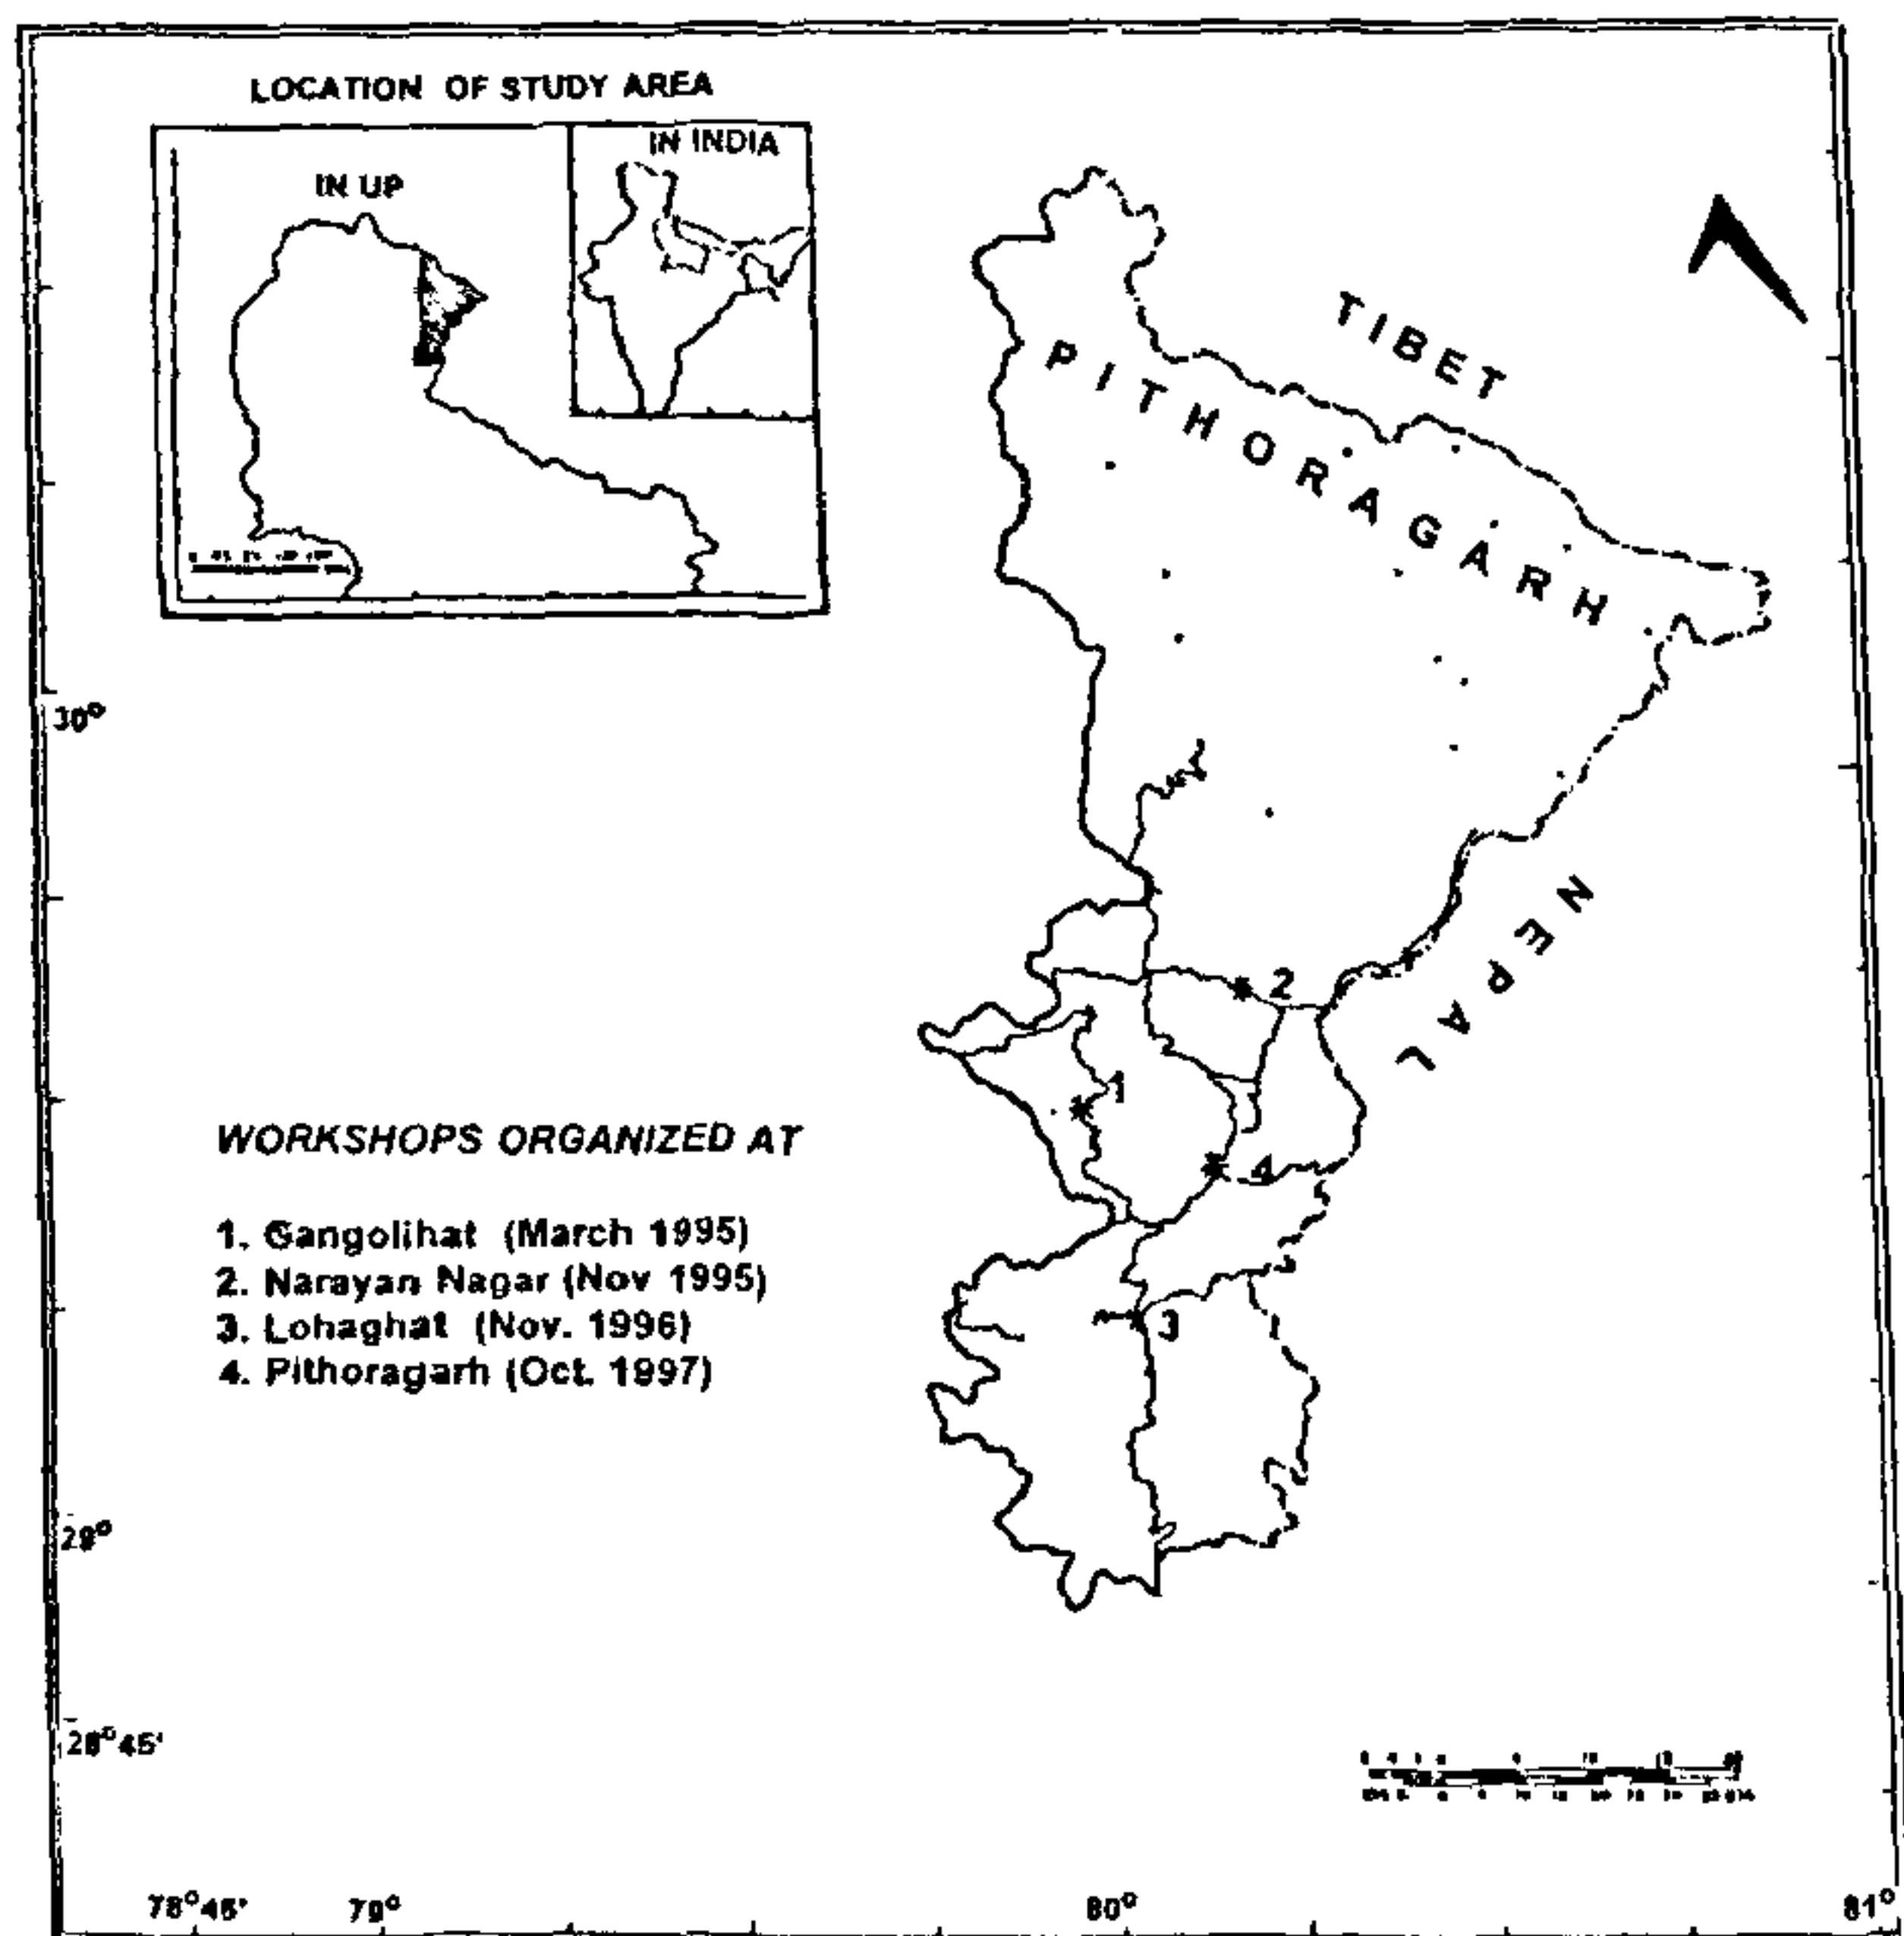 LOCATION OF STUDY AREA
IN INDIA
IN UP
TIBET
PITHORAGARH
NEPAL
30°
2
1
4
3
WORKSHOPS ORGANIZED AT
1. Gangolihat (March 1995)
2. Narayan Nagar (Nov 1995)
3. Lohaghat (Nov. 1996)
4. Pithoragarh (Oct. 1997)
29°
28°45'
78°45' 79° 80° 81°